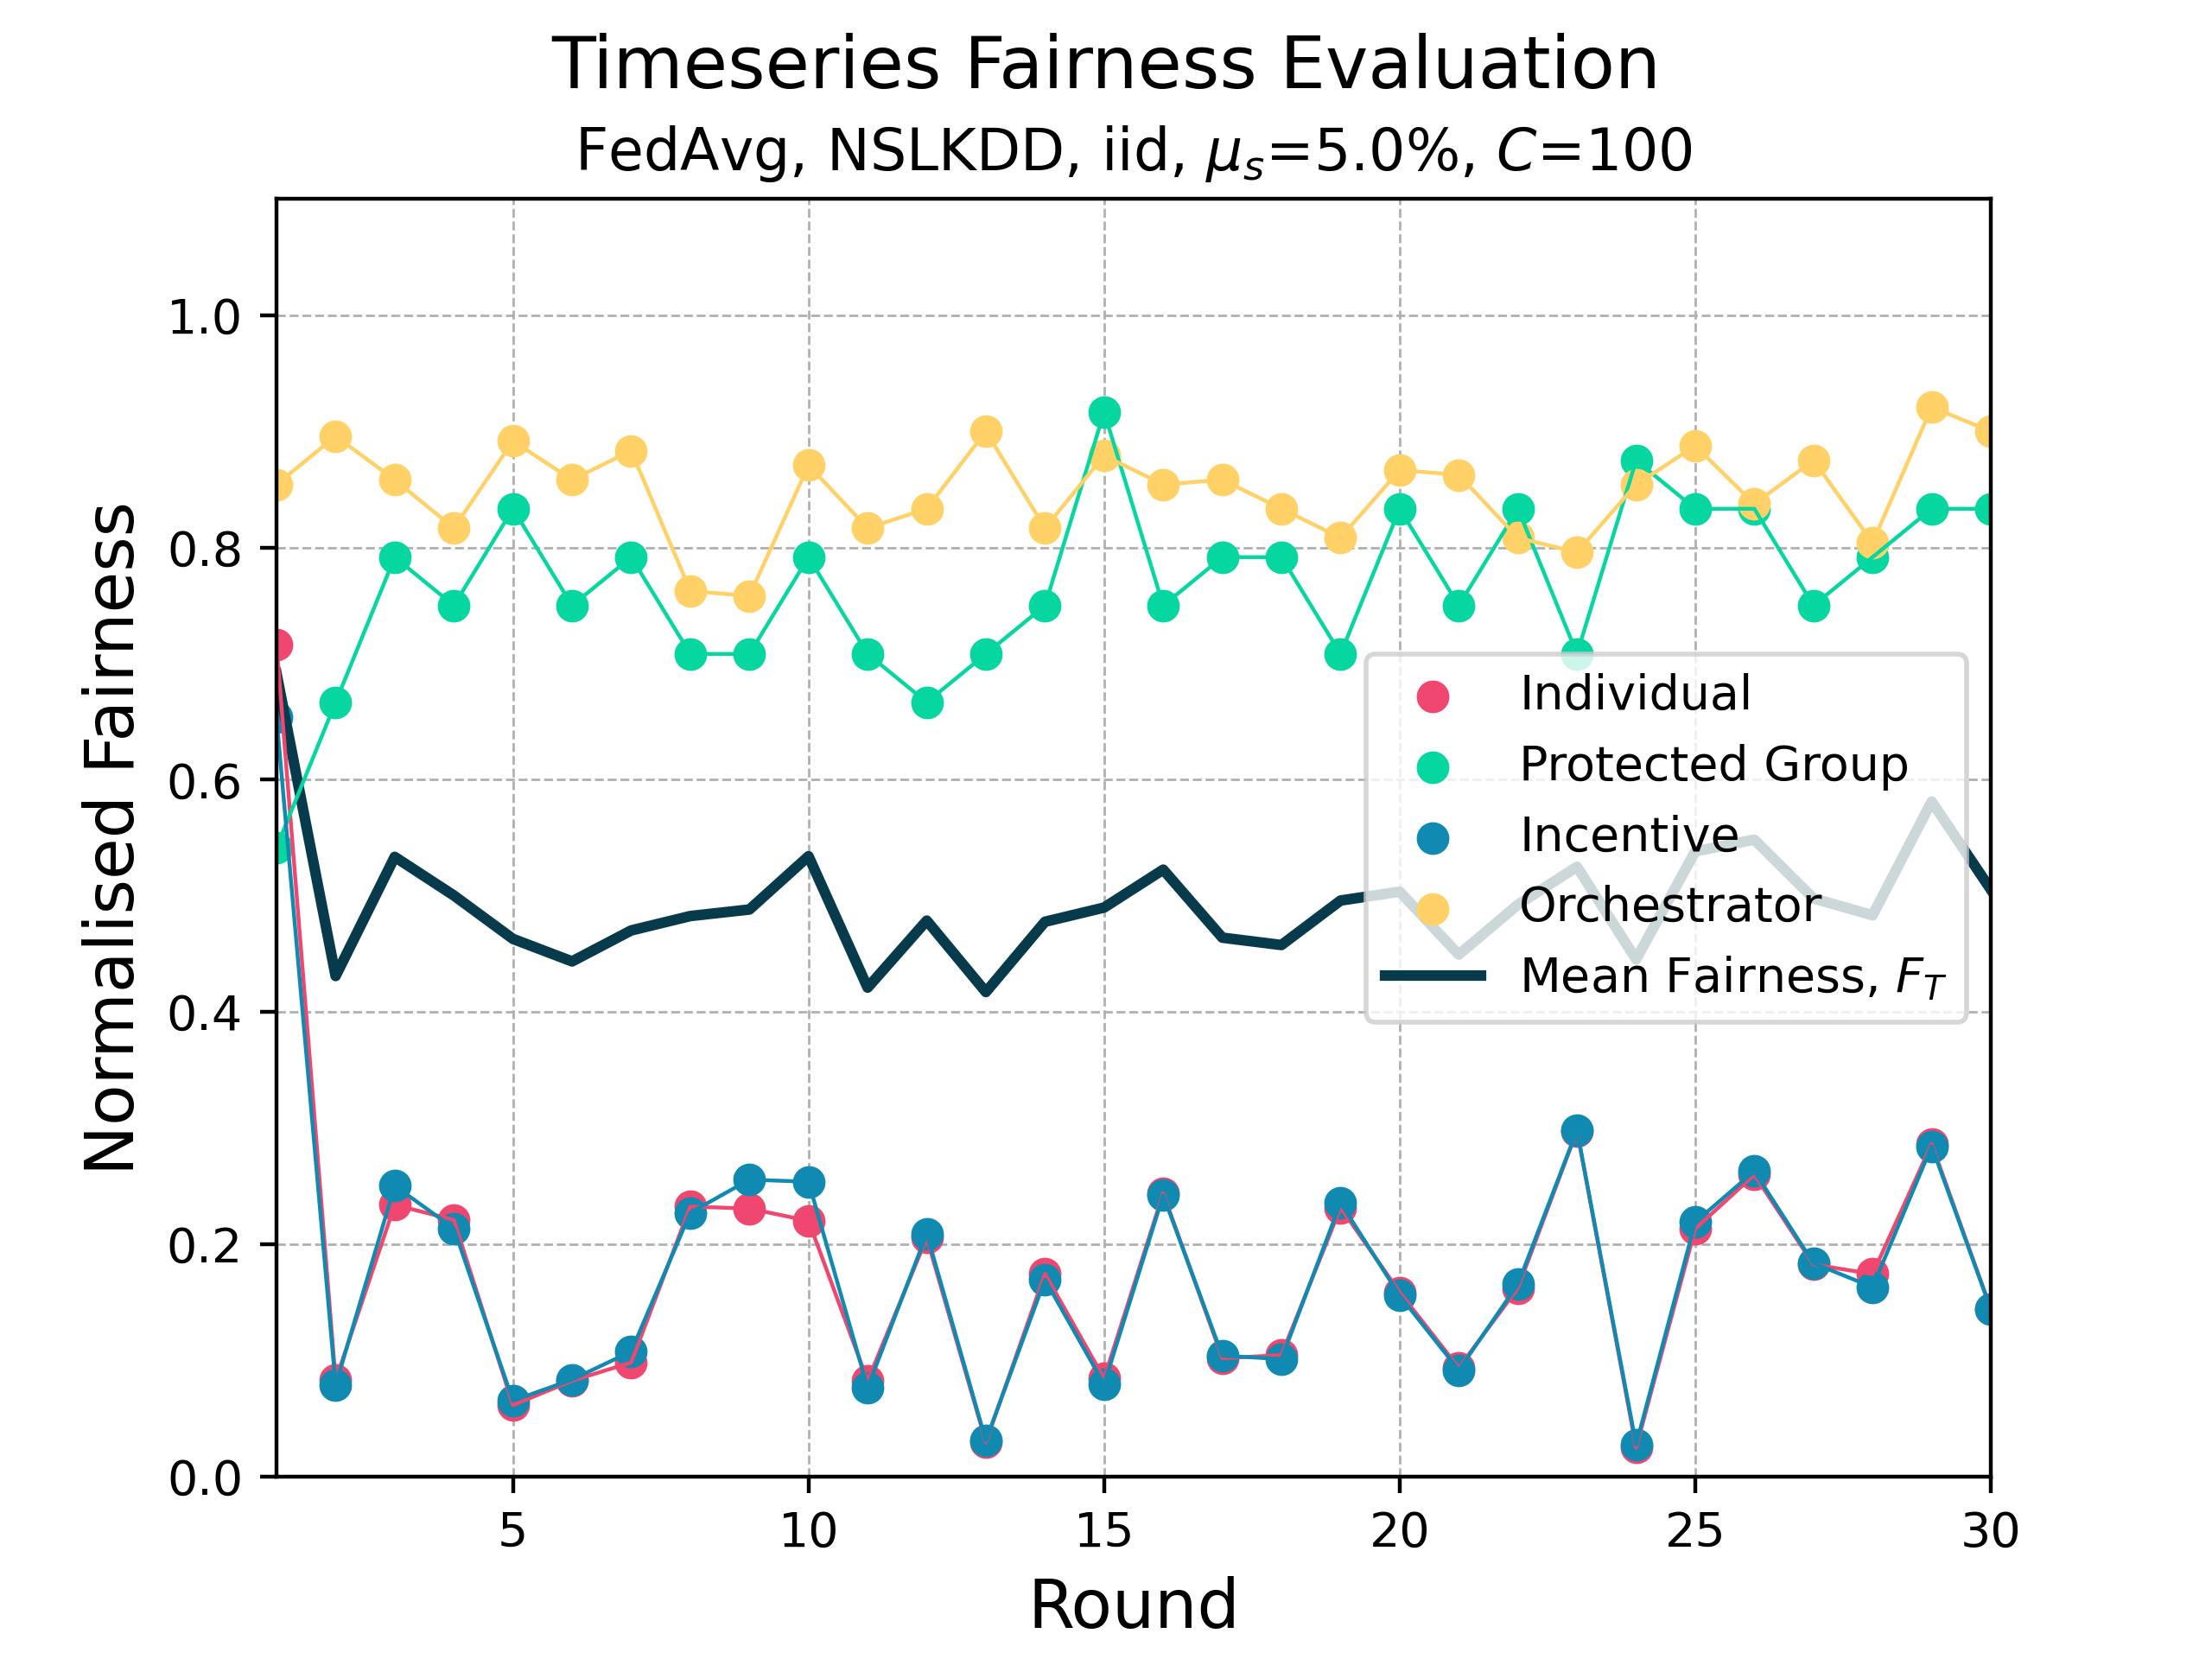 Timeseries Fairness Evaluation
FedAvg, NSLKDD, iid, μₛ=5.0%, C=100
Normalised Fairness
1.0
0.8
0.6
0.4
0.2
0.0
Individual
Protected Group
Incentive
Orchestrator
Mean Fairness, F_T
5 10 15 20 25 30
Round